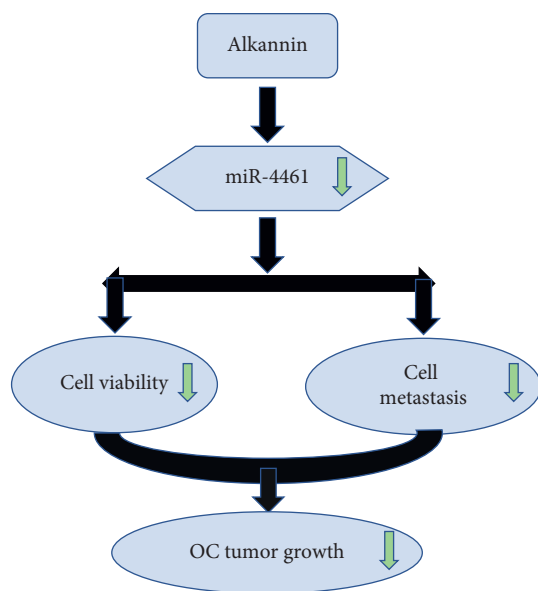 Alkannin
miR-4461
Cell viability
Cell
metastasis
OC tumor growth